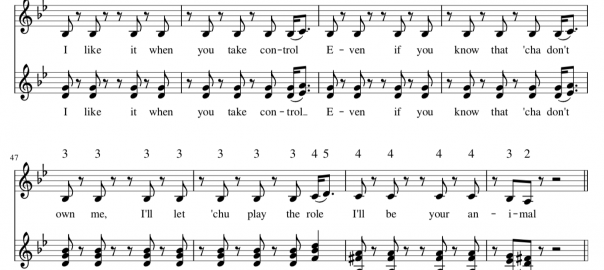 I like it when you take con-trol E-ven if you know that 'cha don't
I like it when you take con-trol_ E-ven if you know that 'cha don't
47 3 3 3 3 3 3 3 4 5 4 4 4 4 3 2
own me, I'll let 'chu play the role I'll be your an-i-mal